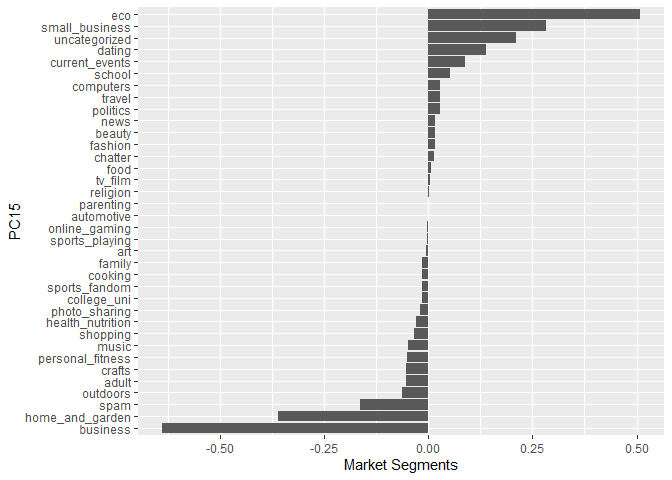 eco
small_business
uncategorized
dating
current_events
school
computers
travel
politics
news
beauty
fashion
chatter
food
tv_film
religion
parenting
automotive
online_gaming
sports_playing
art
family
cooking
sports_fandom
college_uni
photo_sharing
health_nutrition
shopping
music
personal_fitness
crafts
adult
outdoors
spam
home_and_garden
business
PC15
-0.50 -0.25 0.00 0.25 0.50
Market Segments